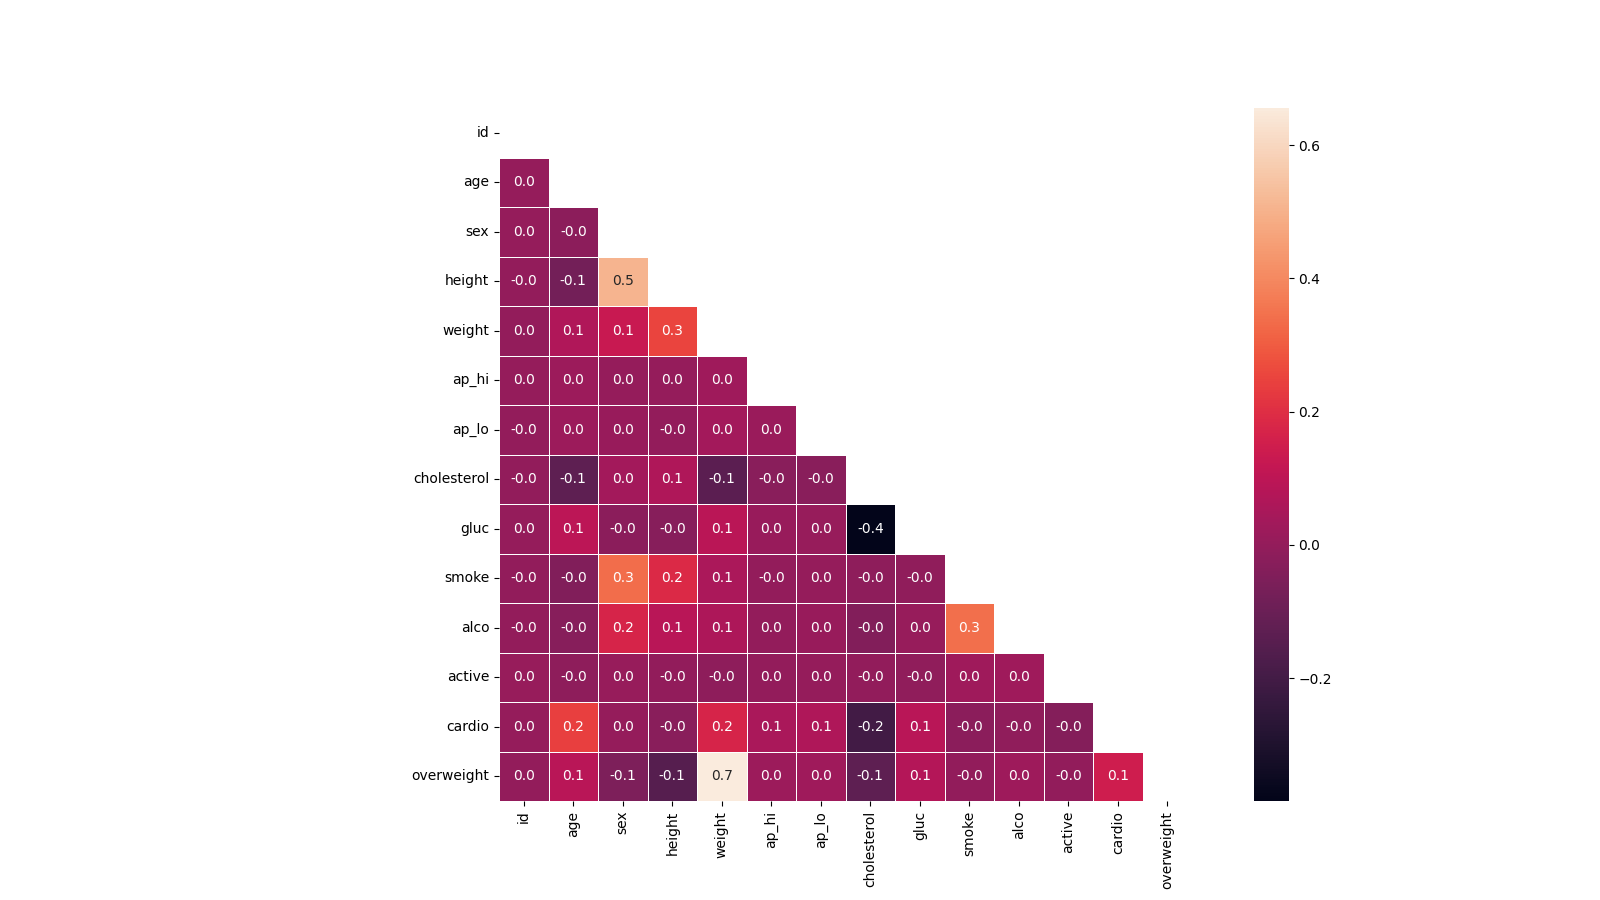 id
age 0.0
sex 0.0 -0.0
height -0.0 -0.1 0.5
weight 0.0 0.1 0.1 0.3
ap_hi 0.0 0.0 0.0 0.0 0.0
ap_lo -0.0 0.0 0.0 -0.0 0.0 0.0
cholesterol -0.0 -0.1 0.0 0.1 -0.1 -0.0 -0.0
gluc 0.0 0.1 -0.0 -0.0 0.1 0.0 0.0 -0.4
smoke -0.0 -0.0 0.3 0.2 0.1 -0.0 0.0 -0.0 -0.0
alco -0.0 -0.0 0.2 0.1 0.1 0.0 0.0 -0.0 0.0 0.3
active 0.0 -0.0 0.0 -0.0 -0.0 0.0 0.0 -0.0 -0.0 0.0 0.0
cardio 0.0 0.2 0.0 -0.0 0.2 0.1 0.1 -0.2 0.1 -0.0 -0.0 -0.0
overweight 0.0 0.1 -0.1 -0.1 0.7 0.0 0.0 -0.1 0.1 -0.0 0.0 -0.0 0.1
id age sex height weight ap_hi ap_lo cholesterol gluc smoke alco active cardio overweight
0.6
0.4
0.2
0.0
−0.2